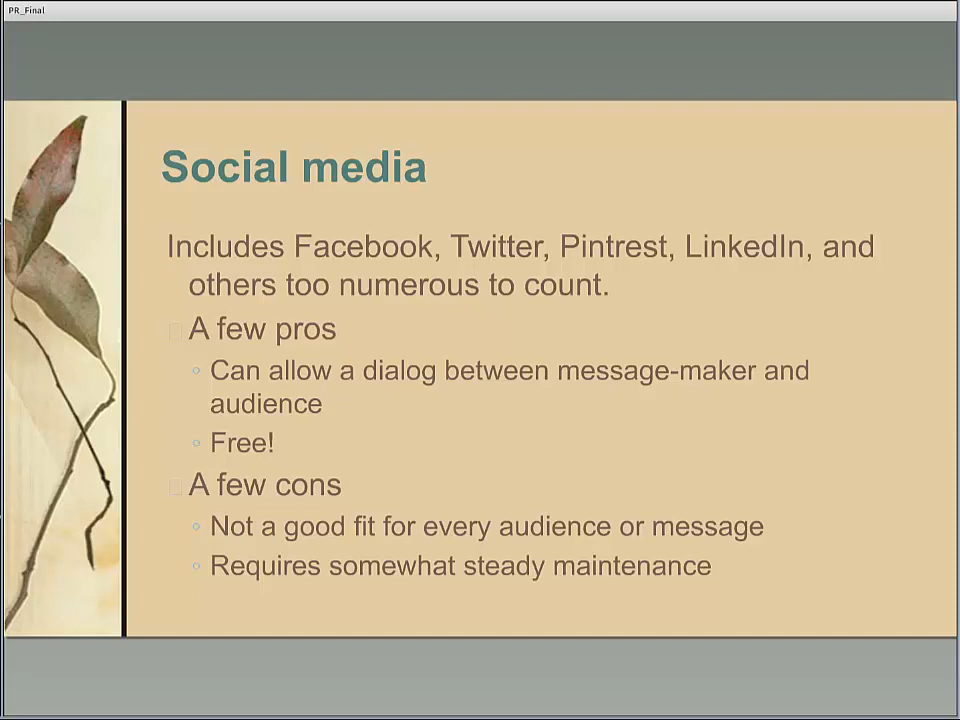 PR_Final
Social media
Includes Facebook, Twitter, Pintrest, LinkedIn, and
others too numerous to count.
A few pros
◦ Can allow a dialog between message-maker and
audience
◦ Free!
A few cons
◦ Not a good fit for every audience or message
◦ Requires somewhat steady maintenance